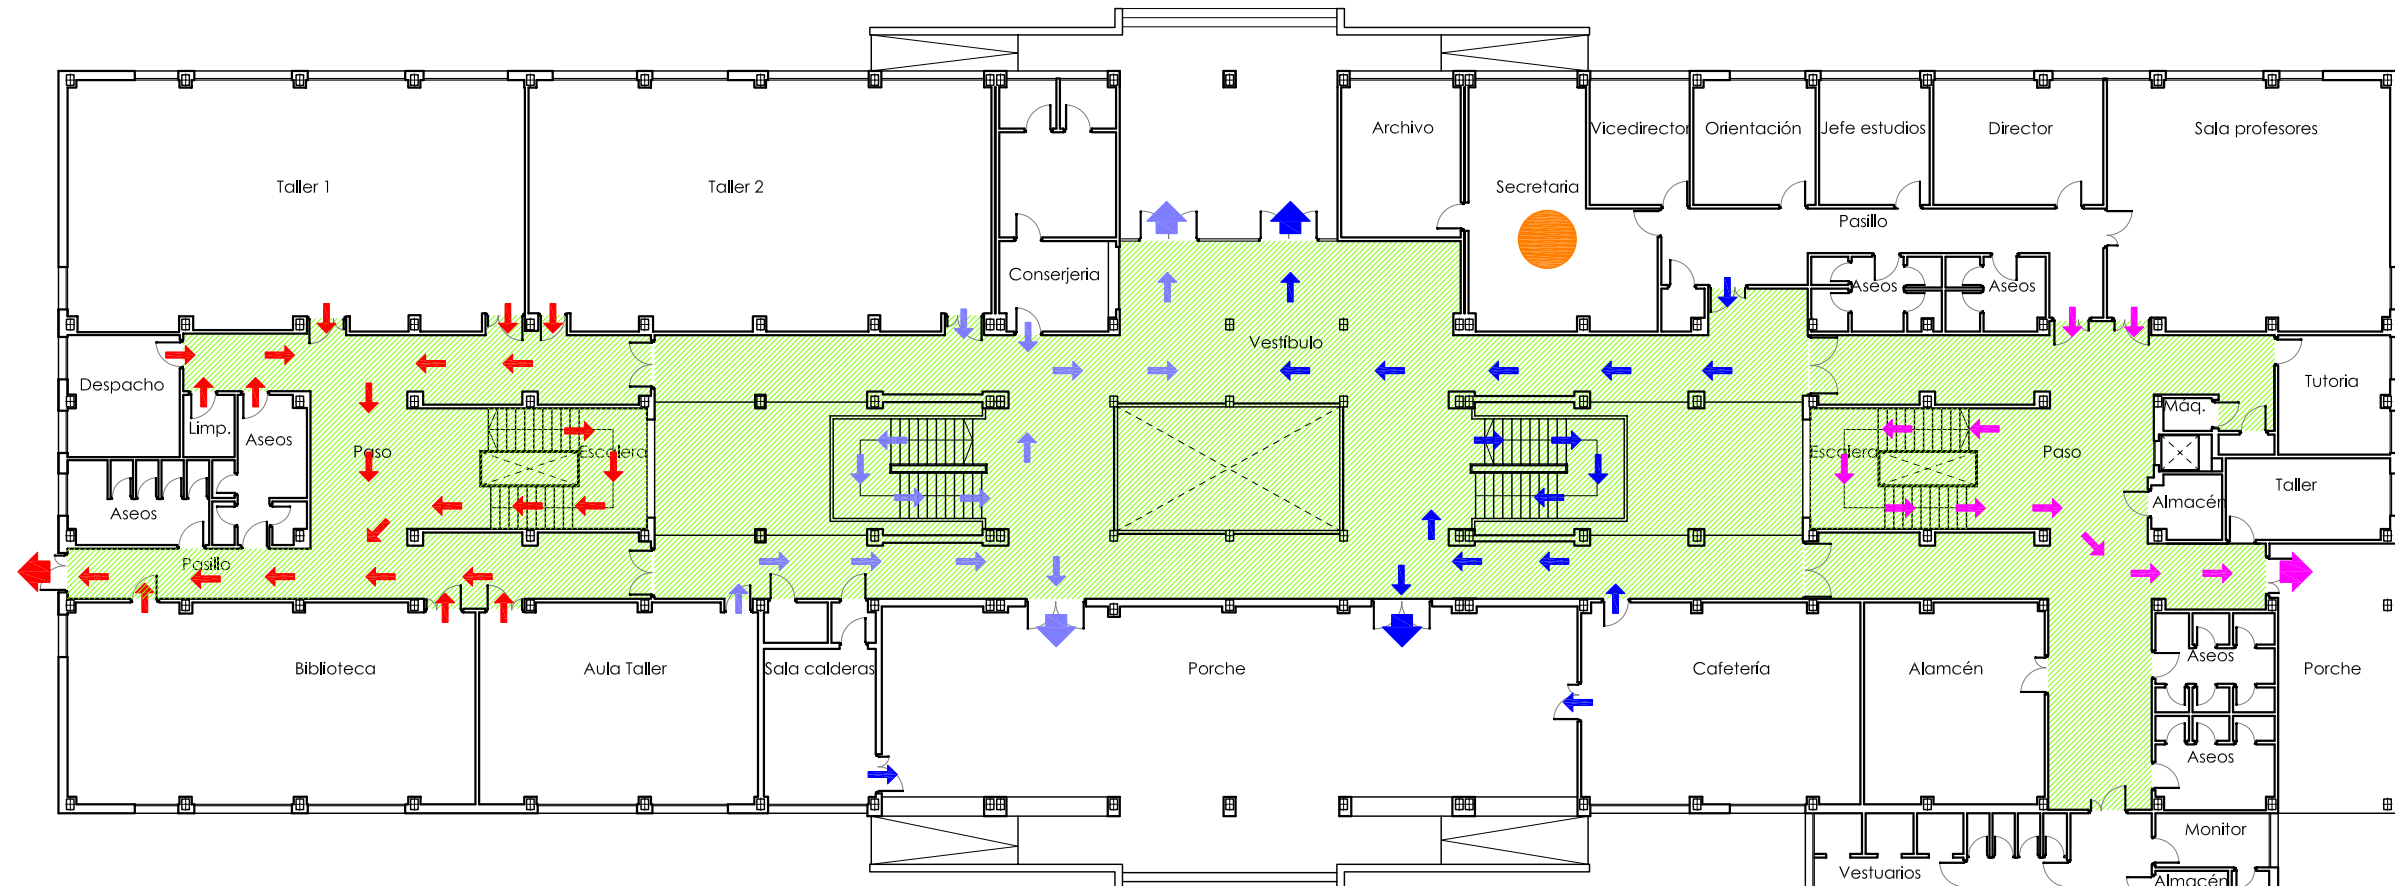 Archivo
Vicedirector
Orientación
Jefe estudios
Director
Sala profesores
Taller 1
Taller 2
Secretaria
Pasillo
Conserjeria
Aseos
Aseos
Vestíbulo
Despacho
Tutoria
Máq.
Limp.
Aseos
Paso
Escalera
Escalera
Paso
Taller
Almacén
Aseos
Pasillo
Biblioteca
Aula Taller
Sala calderas
Porche
Cafetería
Alamcén
Aseos
Porche
Aseos
Monitor
Vestuarios
Almacén